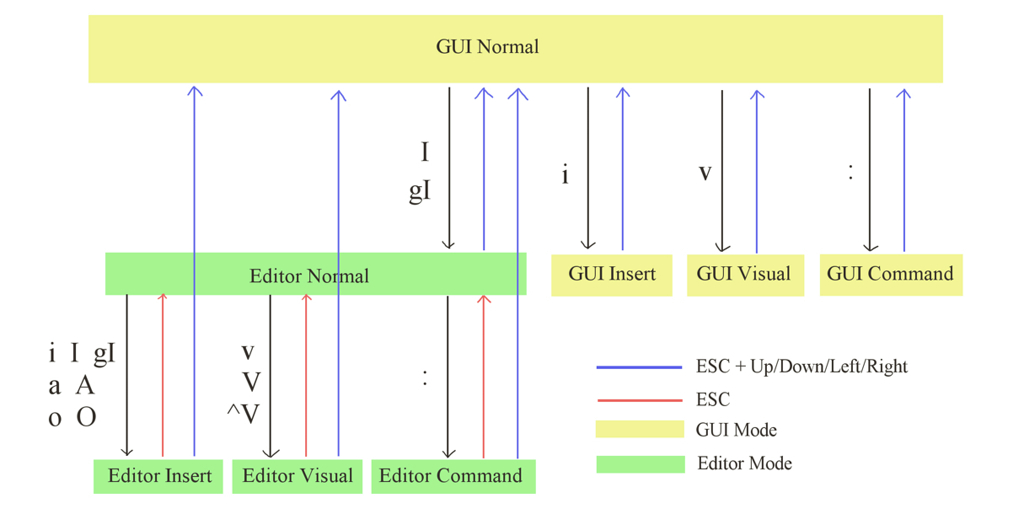 GUI Normal
I
gI
i
v
:
Editor Normal
GUI Insert
GUI Visual
GUI Command
i I gI
a A
o O
v
V
^V
:
ESC + Up/Down/Left/Right
ESC
GUI Mode
Editor Mode
Editor Insert
Editor Visual
Editor Command